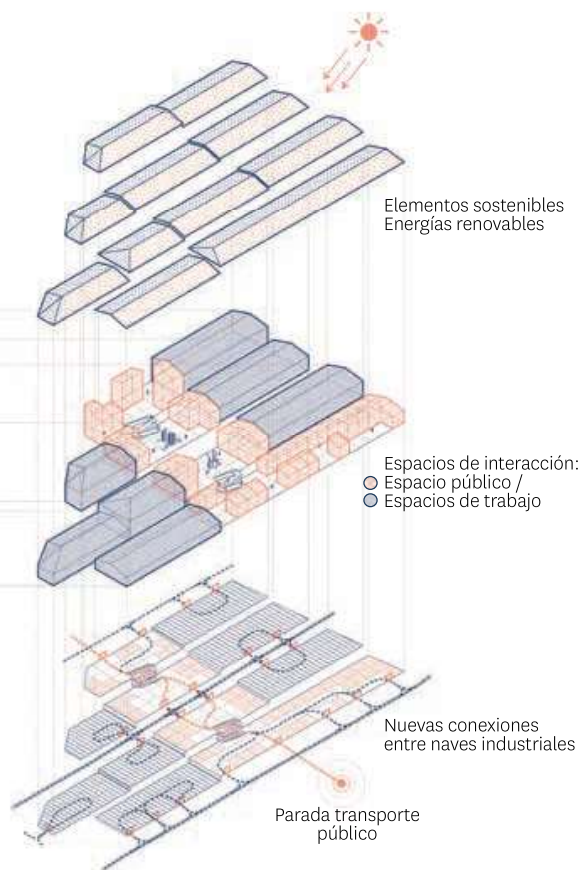 Elementos sostenibles
Energías renovables
Espacios de interacción:
Espacio público /
Espacios de trabajo
Nuevas conexiones
entre naves industriales
Parada transporte
público